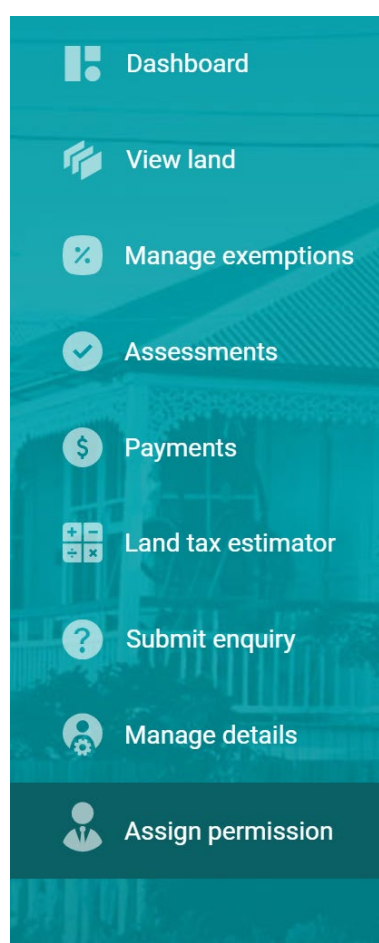 Dashboard
View land
Manage exemptions
Assessments
Payments
Land tax estimator
Submit enquiry
Manage details
Assign permission